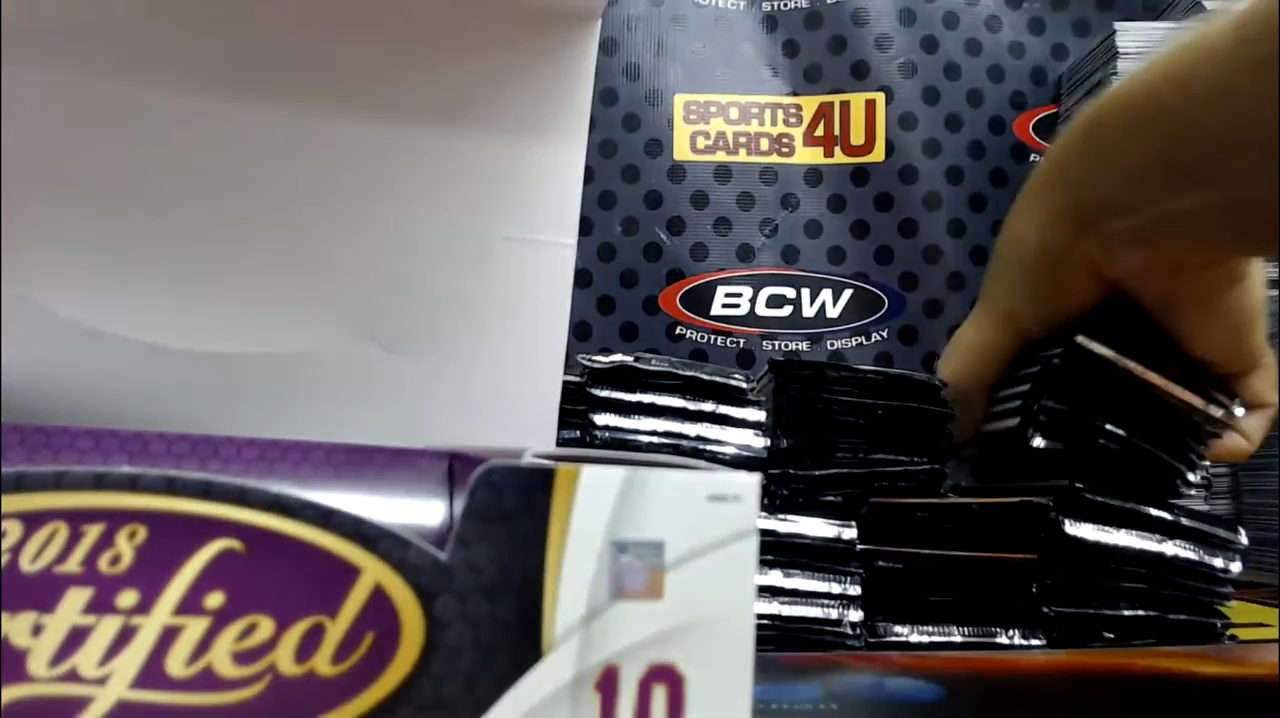 PROTECT . STORE . D
SPORTS
CARDS 4U
BCW
PROTECT . STORE . DISPLAY
2018
rtified
10